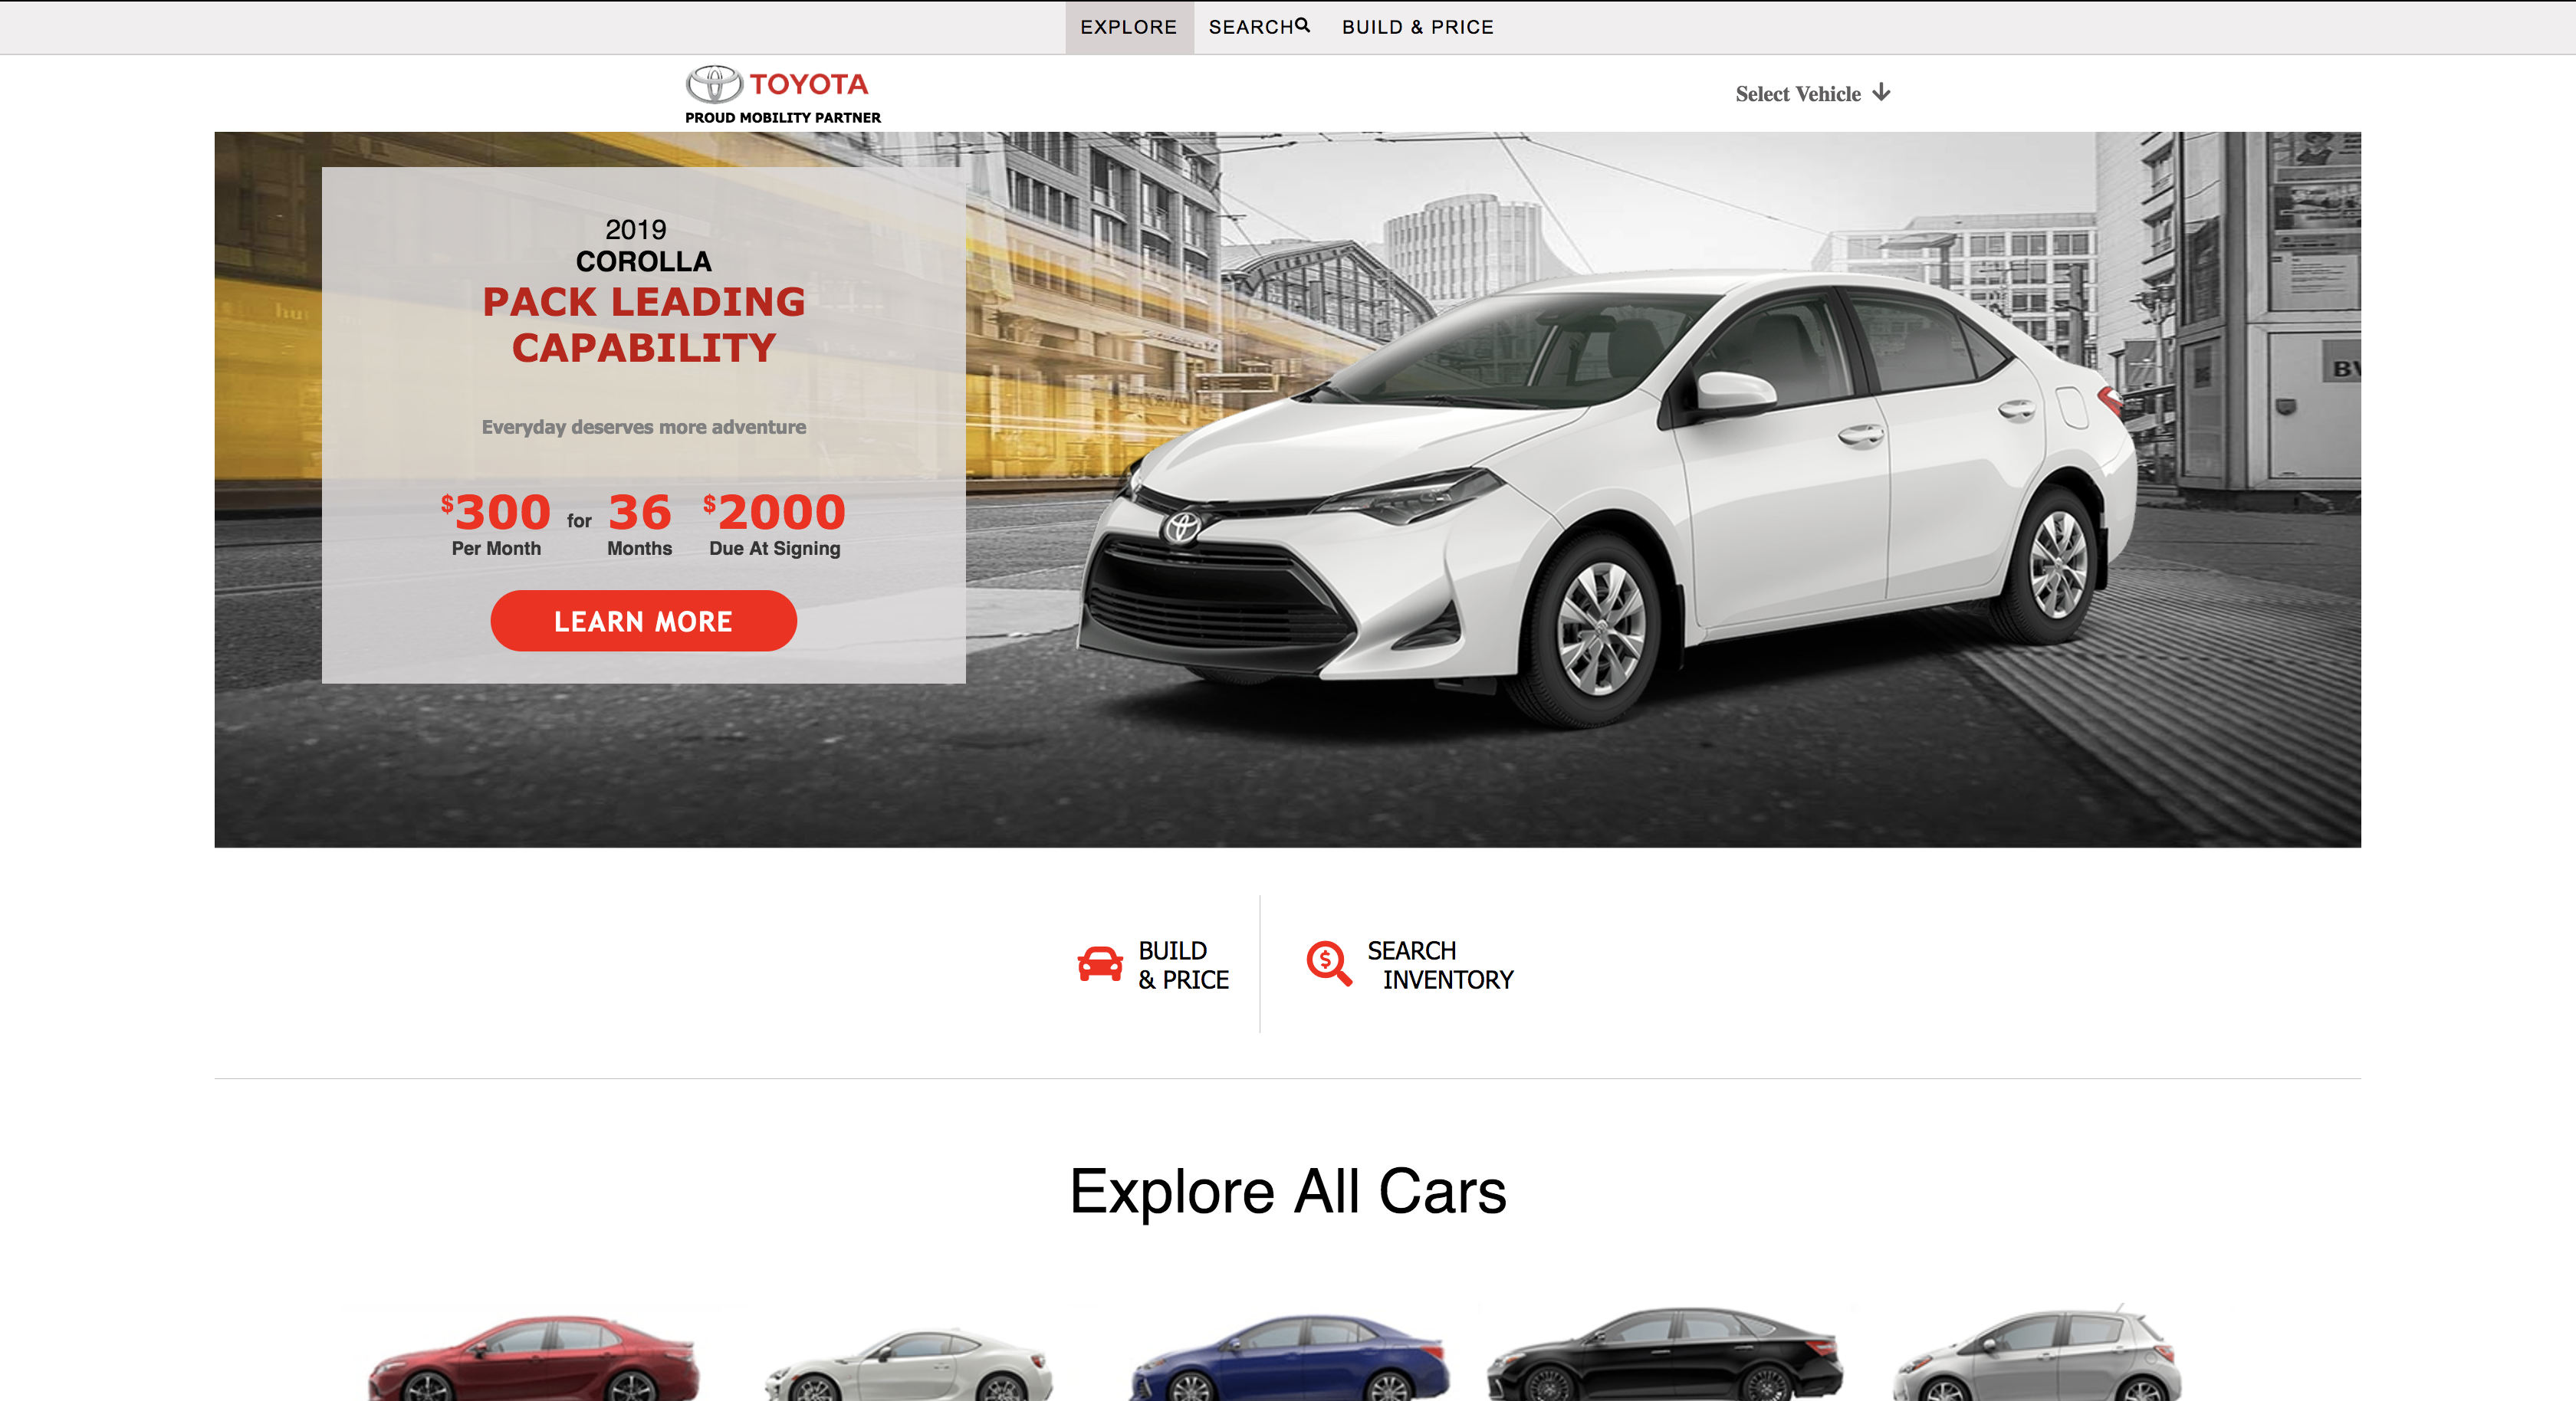 EXPLORE SEARCH BUILD & PRICE
TOYOTA
PROUD MOBILITY PARTNER
Select Vehicle
2019
COROLLA
PACK LEADING
CAPABILITY
Everyday deserves more adventure
$300 for 36 $2000
Per Month Months Due At Signing
LEARN MORE
BUILD
& PRICE
SEARCH
INVENTORY
Explore All Cars